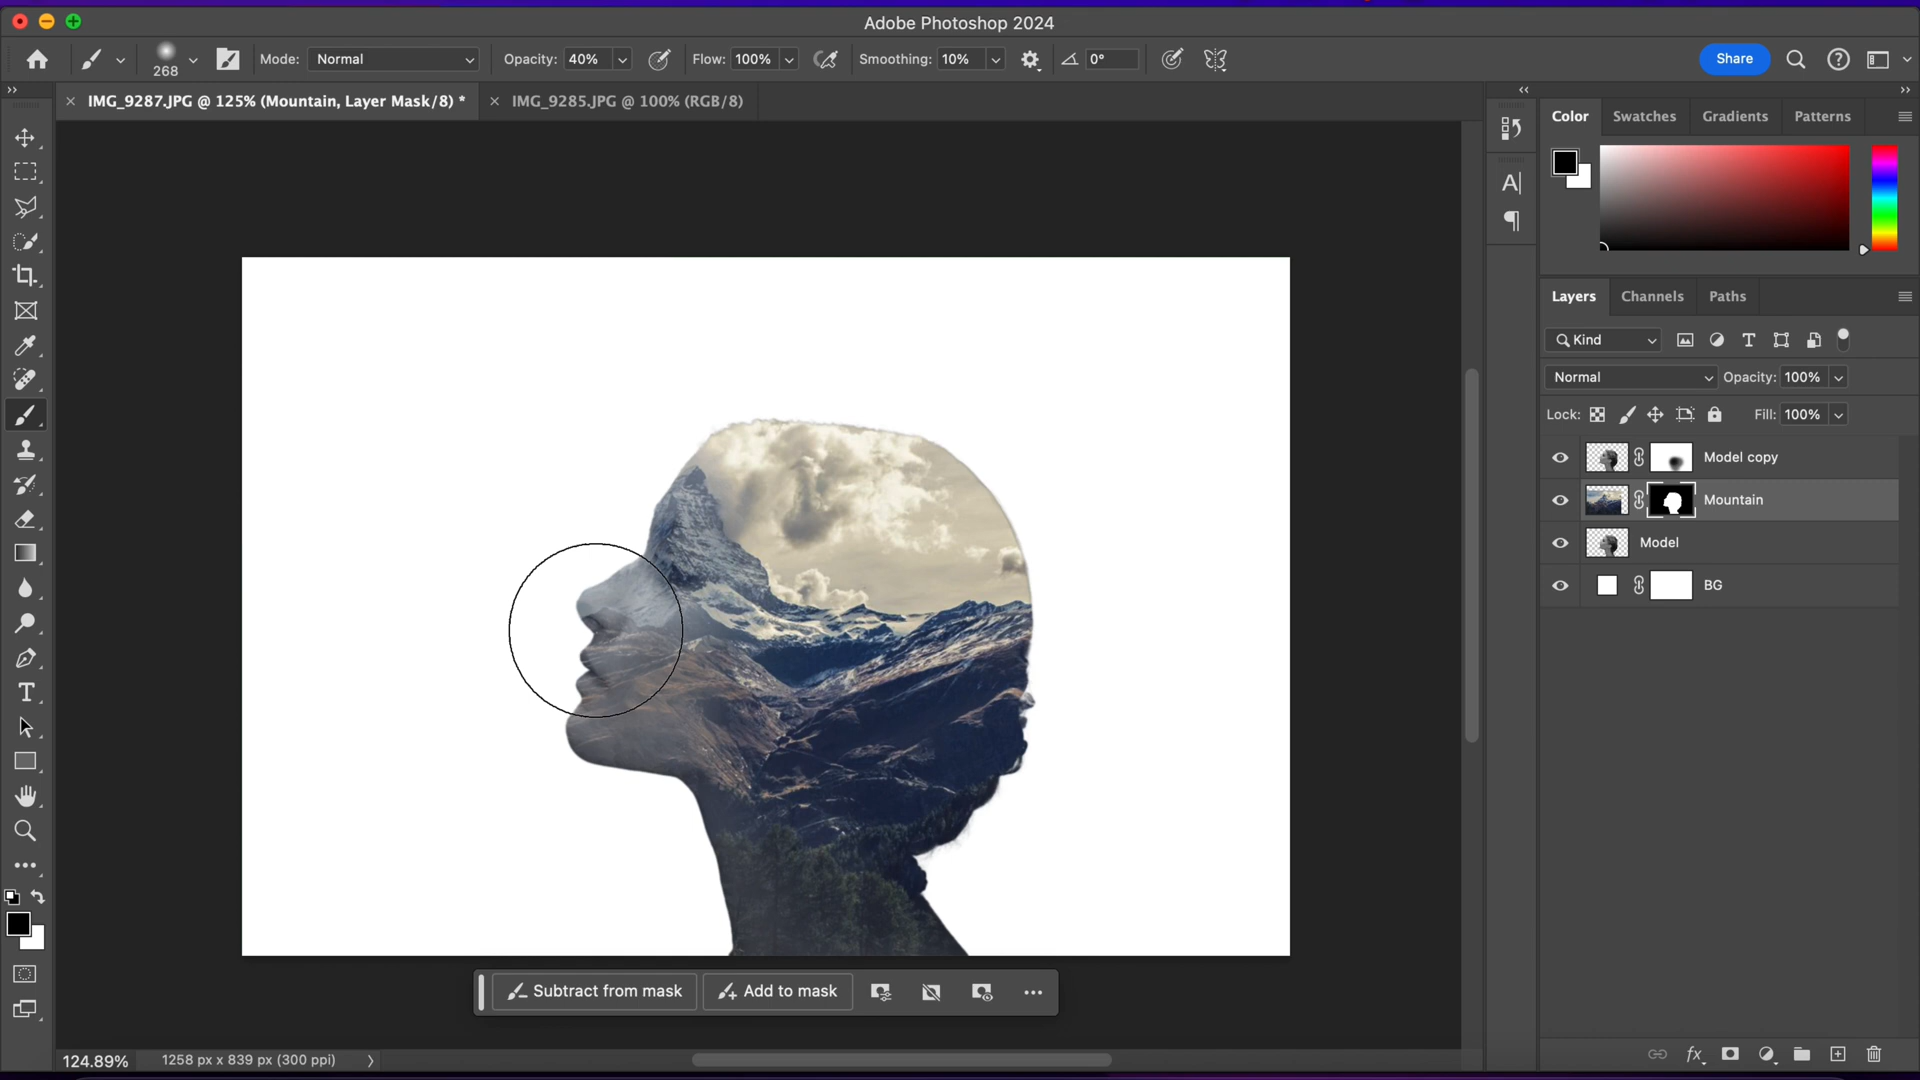 Adobe Photoshop 2024
268
Mode: Normal
Opacity: 40%
Flow: 100%
Smoothing: 10%
0°
Share
IMG_9287.JPG @ 125% (Mountain, Layer Mask/8) *
IMG_9285.JPG @ 100% (RGB/8)
Color Swatches Gradients Patterns
Layers Channels Paths
Kind
Normal Opacity: 100%
Lock: Fill: 100%
Model copy
Mountain
Model
BG
Subtract from mask Add to mask
124.89% 1258 px x 839 px (300 ppi)